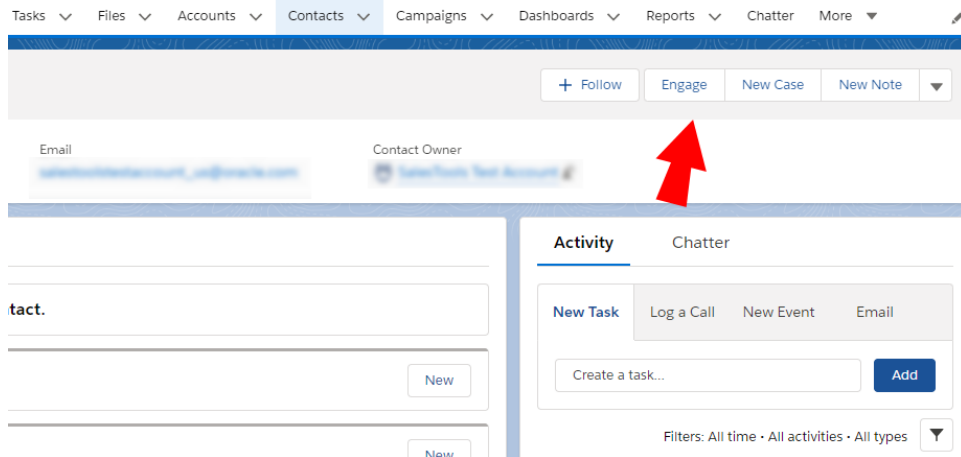 Tasks Files Accounts Contacts Campaigns Dashboards Reports Chatter More
+ Follow Engage New Case New Note
Email Contact Owner
Activity Chatter
tact.
New Task Log a Call New Event Email
Create a task... Add
New
Filters: All time • All activities • All types
New